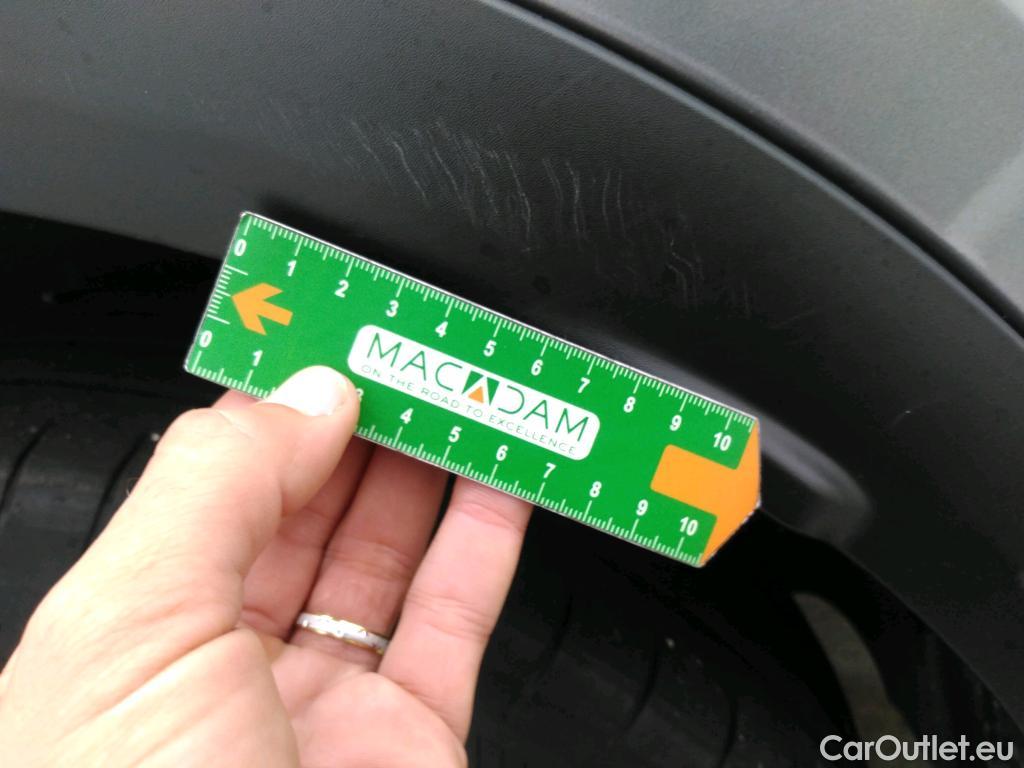 0 1 2 3 4 5 6 7 8 9 10
MACADAM
ON THE ROAD TO EXCELLENCE
0 1 3 4 5 6 7 8 9 10
CarOutlet.eu